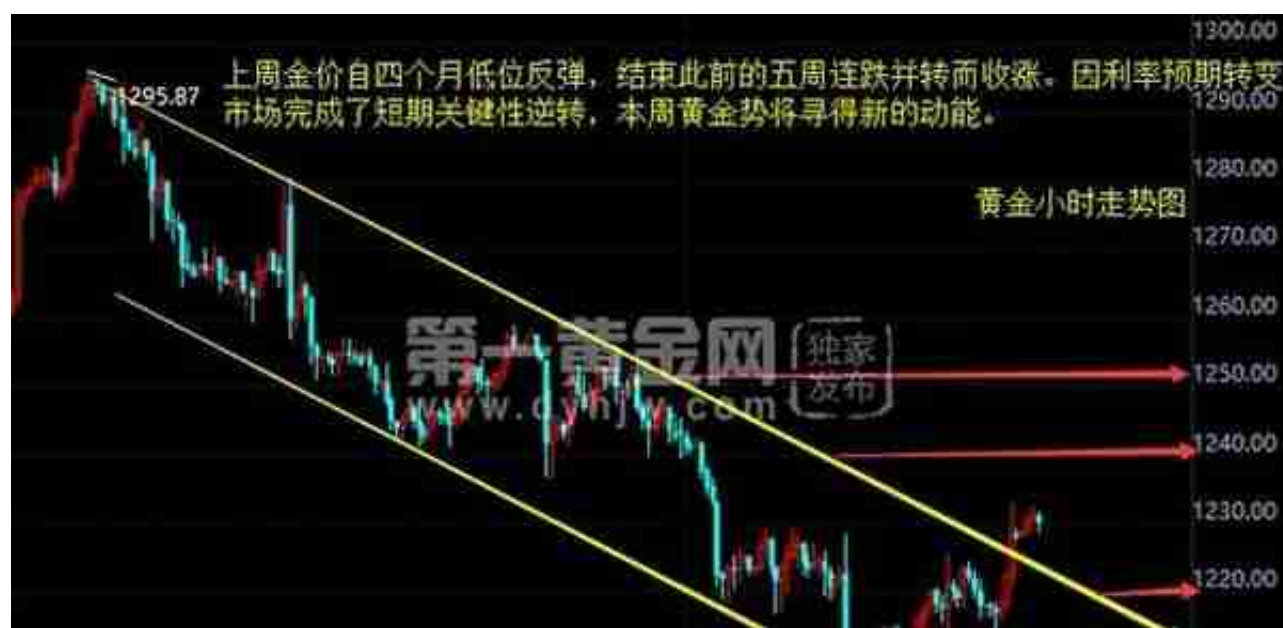 1300.00
上周金价自四个月低位反弹，结束此前的五周连跌并转而收涨。因利率预期转变
1295.87
1290.00
市场完成了短期关键性逆转，本周黄金势将寻得新的动能。
1280.00
黄金小时走势图
1270.00
1260.00
第一黄金网
独家
发布
1250.00
www.dyhjw.com
1240.00
1230.00
1220.00